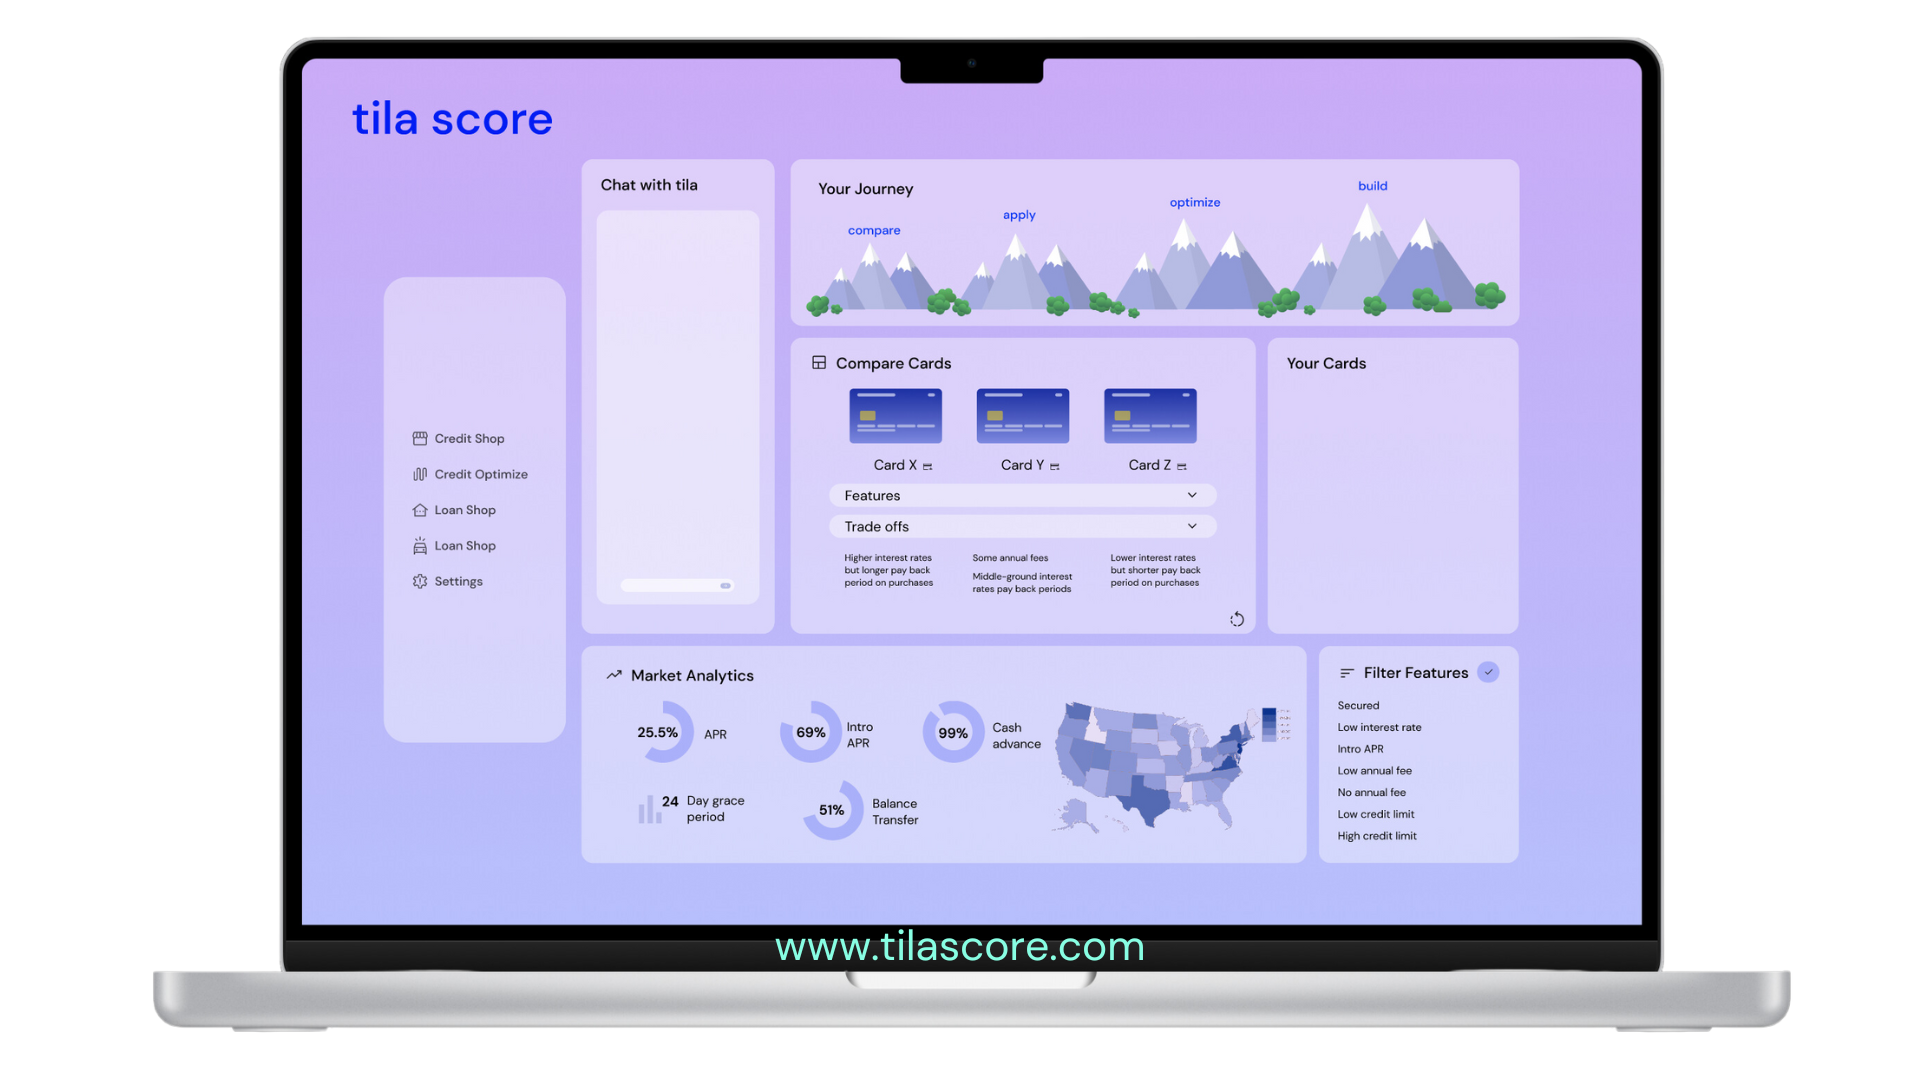 tila score
Credit Shop
Credit Optimize
Loan Shop
Loan Shop
Settings
Chat with tila
Your Journey
compare
apply
optimize
build
Compare Cards
Card X
Card Y
Card Z
Features
Trade offs
Higher interest rates
but longer pay back
period on purchases
Some annual fees
Middle-ground interest
rates pay back periods
Lower interest rates
but shorter pay back
period on purchases
Your Cards
Market Analytics
25.5%
APR
69%
Intro
APR
99%
Cash
advance
24
Day grace
period
51%
Balance
Transfer
Filter Features
Secured
Low interest rate
Intro APR
Low annual fee
No annual fee
Low credit limit
High credit limit
www.tilascore.com